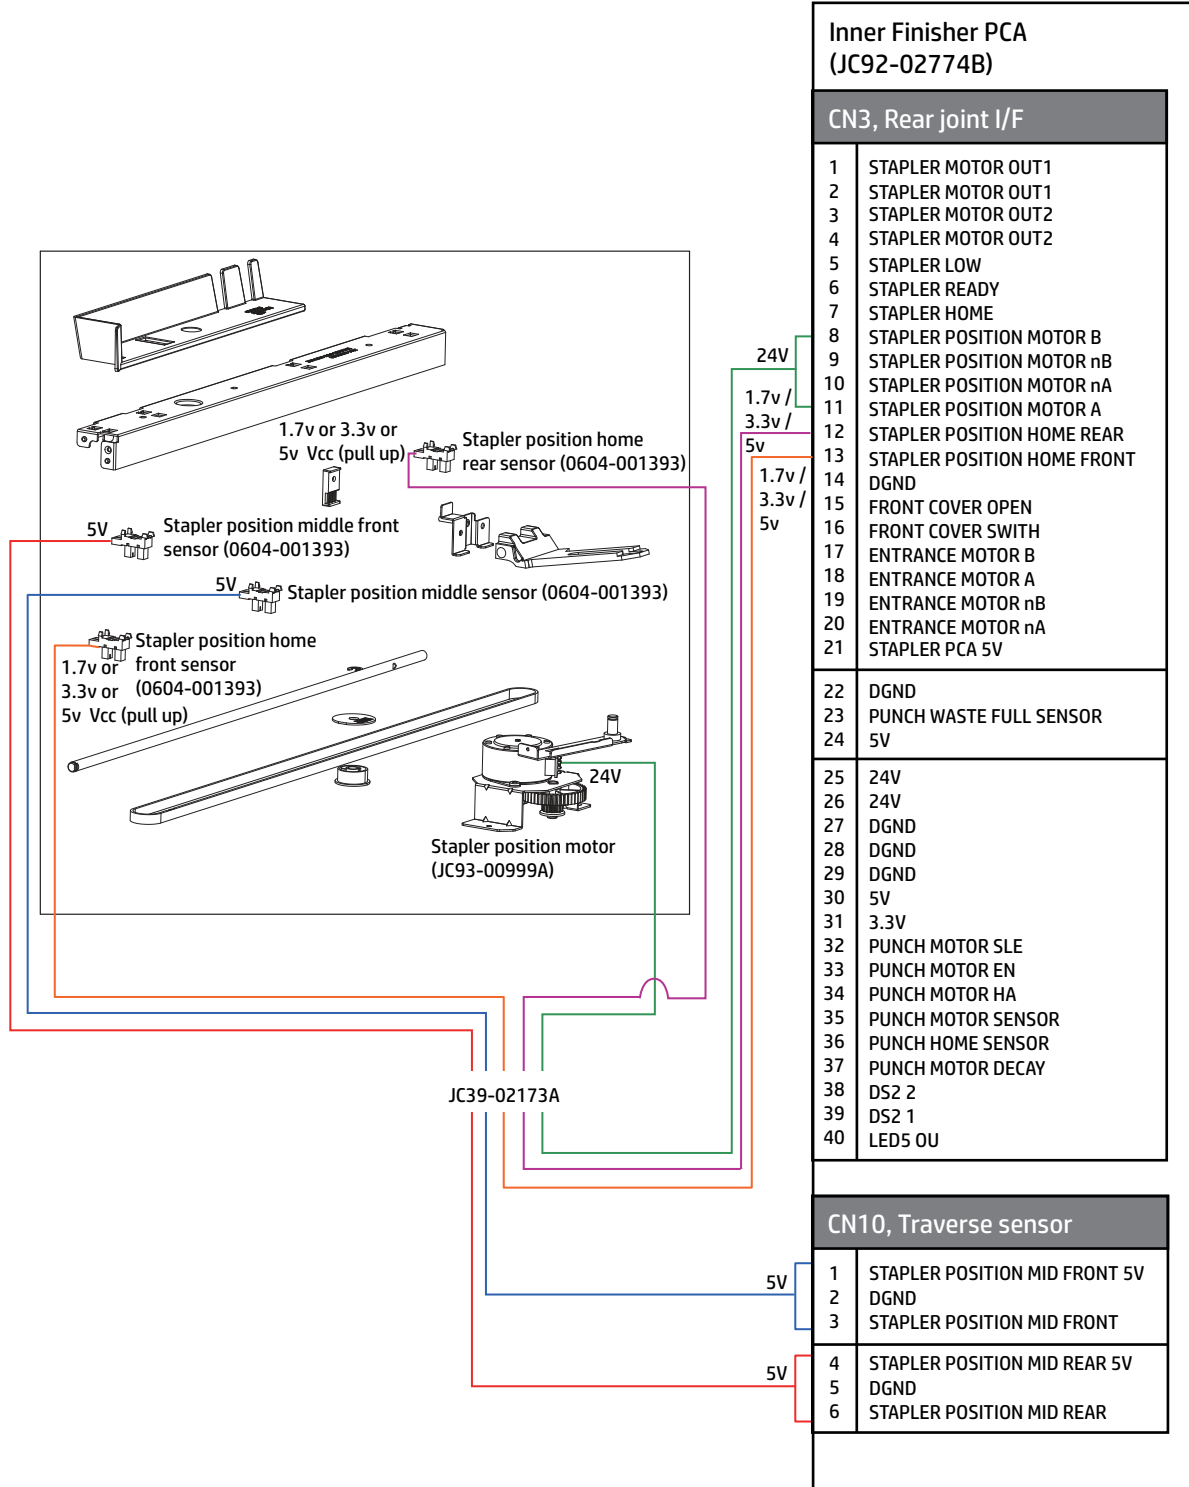 Inner Finisher PCA
(JC92-02774B)
CN3, Rear joint I/F
1 STAPLER MOTOR OUT1
2 STAPLER MOTOR OUT1
3 STAPLER MOTOR OUT2
4 STAPLER MOTOR OUT2
5 STAPLER LOW
6 STAPLER READY
7 STAPLER HOME
8 STAPLER POSITION MOTOR B
9 STAPLER POSITION MOTOR nB
10 STAPLER POSITION MOTOR nA
11 STAPLER POSITION MOTOR A
12 STAPLER POSITION HOME REAR
13 STAPLER POSITION HOME FRONT
14 DGND
15 FRONT COVER OPEN
16 FRONT COVER SWITH
17 ENTRANCE MOTOR B
18 ENTRANCE MOTOR A
19 ENTRANCE MOTOR nB
20 ENTRANCE MOTOR nA
21 STAPLER PCA 5V
22 DGND
23 PUNCH WASTE FULL SENSOR
24 5V
25 24V
26 24V
27 DGND
28 DGND
29 DGND
30 5V
31 3.3V
32 PUNCH MOTOR SLE
33 PUNCH MOTOR EN
34 PUNCH MOTOR HA
35 PUNCH MOTOR SENSOR
36 PUNCH HOME SENSOR
37 PUNCH MOTOR DECAY
38 DS2 2
39 DS2 1
40 LED5 OU
24V
1.7v /
3.3v /
5v
1.7v /
3.3v /
5v
1.7v or 3.3v or
5v Vcc (pull up)
Stapler position home
rear sensor (0604-001393)
5V
Stapler position middle front
sensor (0604-001393)
5V
Stapler position middle sensor (0604-001393)
Stapler position home
front sensor
(0604-001393)
1.7v or
3.3v or
5v Vcc (pull up)
24V
Stapler position motor
(JC93-00999A)
JC39-02173A
CN10, Traverse sensor
5V
1 STAPLER POSITION MID FRONT 5V
2 DGND
3 STAPLER POSITION MID FRONT
5V
4 STAPLER POSITION MID REAR 5V
5 DGND
6 STAPLER POSITION MID REAR